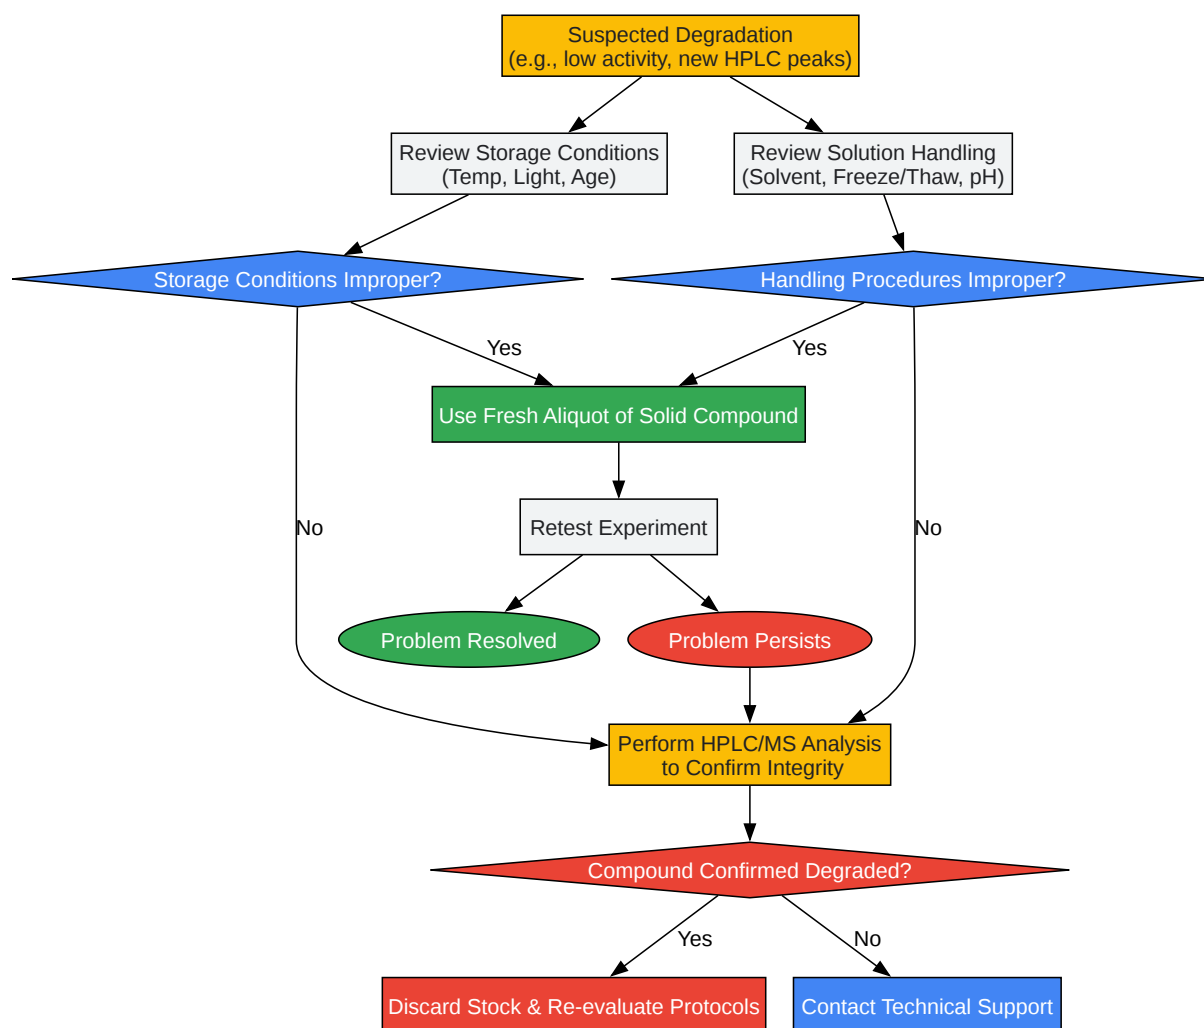 Suspected Degradation
(e.g., low activity, new HPLC peaks)
Review Storage Conditions
(Temp, Light, Age)
Review Solution Handling
(Solvent, Freeze/Thaw, pH)
Storage Conditions Improper?
Handling Procedures Improper?
Yes
Yes
Use Fresh Aliquot of Solid Compound
No
Retest Experiment
No
Problem Resolved
Problem Persists
Perform HPLC/MS Analysis
to Confirm Integrity
Compound Confirmed Degraded?
Yes
No
Discard Stock & Re-evaluate Protocols
Contact Technical Support